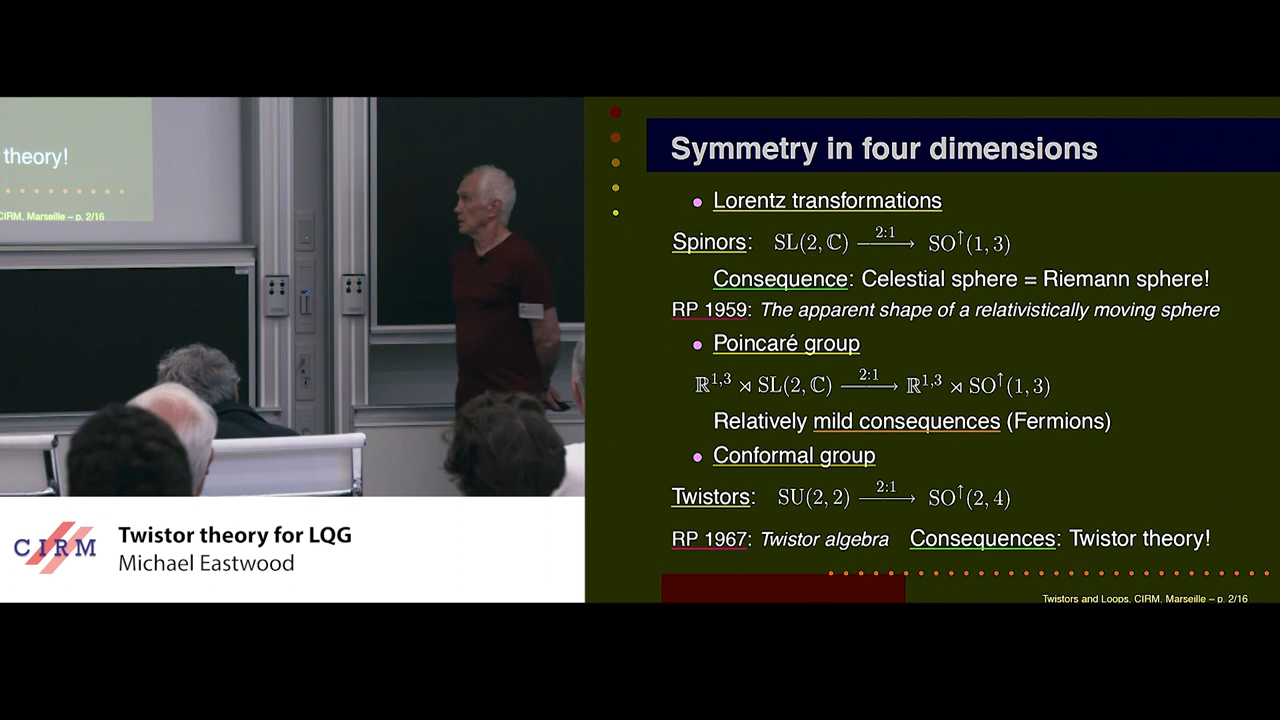 theory!
CIRM, Marseille – p. 2/16
CIRM
Twistor theory for LQG
Michael Eastwood
Symmetry in four dimensions
• Lorentz transformations
Spinors: SL(2, ℂ) —2:1→ SO↑(1, 3)
Consequence: Celestial sphere = Riemann sphere!
RP 1959: The apparent shape of a relativistically moving sphere
• Poincaré group
ℝ^{1,3} ⋊ SL(2, ℂ) —2:1→ ℝ^{1,3} ⋊ SO↑(1, 3)
Relatively mild consequences (Fermions)
• Conformal group
Twistors: SU(2, 2) —2:1→ SO↑(2, 4)
RP 1967: Twistor algebra Consequences: Twistor theory!
Twistors and Loops, CIRM, Marseille – p. 2/16